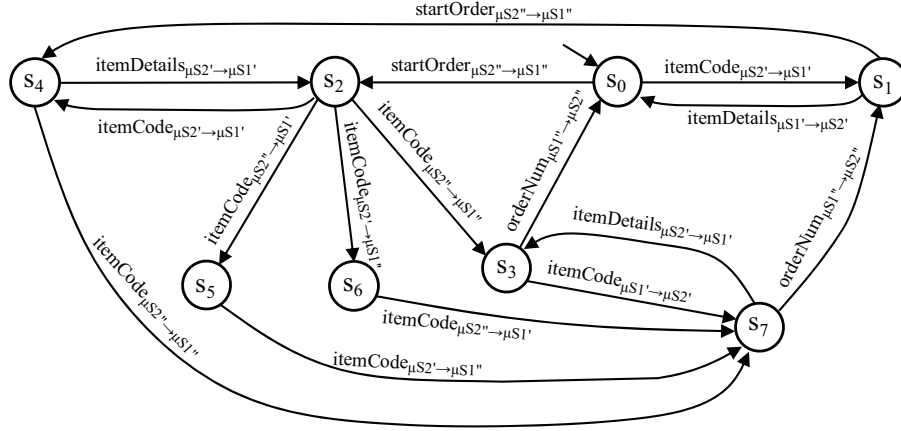 startOrderμS2''→μS1''
s4
itemDetailsμS2'→μS1'
s2
startOrderμS2''→μS1''
s0
itemCodeμS2'→μS1'
s1
itemCodeμS2'→μS1'
itemDetailsμS1'→μS2'
itemCodeμS2''→μS1'
itemCodeμS2'→μS1''
itemCodeμS2''→μS1''
orderNumμS1''→μS2''
itemDetailsμS2'→μS1'
orderNumμS1''→μS2''
itemCodeμS2''→μS1''
s5
s6
s3
itemCodeμS1'→μS2'
itemCodeμS2''→μS1'
s7
itemCodeμS2'→μS1''